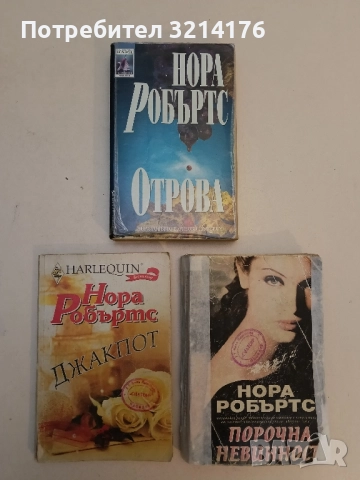 Потребител 3214176
НОРА
РОБЪРТС
ОТРОВА
HARLEQUIN
Нора
Робъртс
ДЖАКПОТ
НОРА
РОБЪРТС
ПОРОЧНА
НЕВИННОСТ